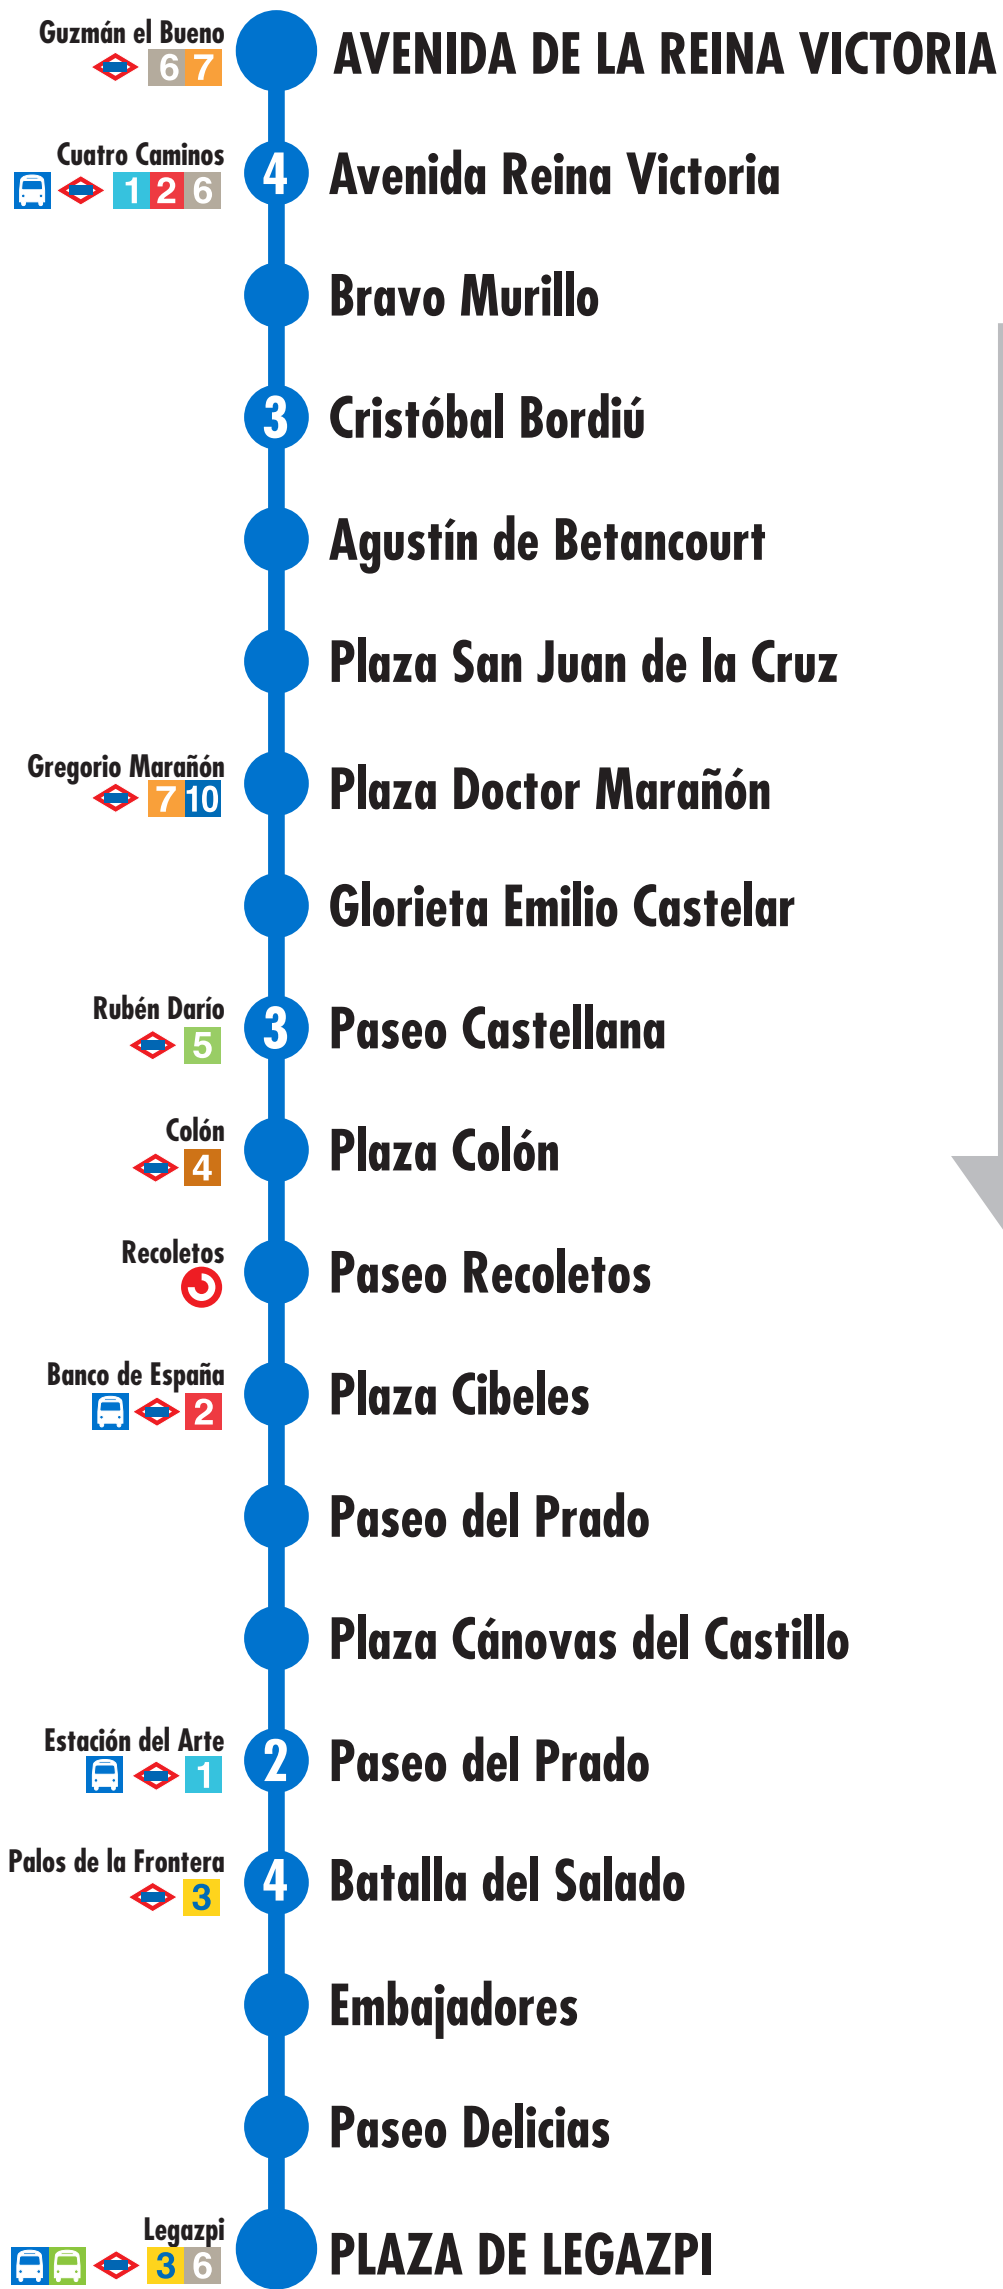 Guzmán el Bueno
6 7
AVENIDA DE LA REINA VICTORIA
Cuatro Caminos
1 2 6
4
Avenida Reina Victoria
Bravo Murillo
3
Cristóbal Bordiú
Agustín de Betancourt
Plaza San Juan de la Cruz
Gregorio Marañón
7 10
Plaza Doctor Marañón
Glorieta Emilio Castelar
Rubén Darío
5
3
Paseo Castellana
Colón
4
Plaza Colón
Recoletos
Paseo Recoletos
Banco de España
2
Plaza Cibeles
Paseo del Prado
Plaza Cánovas del Castillo
Estación del Arte
1
2
Paseo del Prado
Palos de la Frontera
3
4
Batalla del Salado
Embajadores
Paseo Delicias
Legazpi
3 6
PLAZA DE LEGAZPI